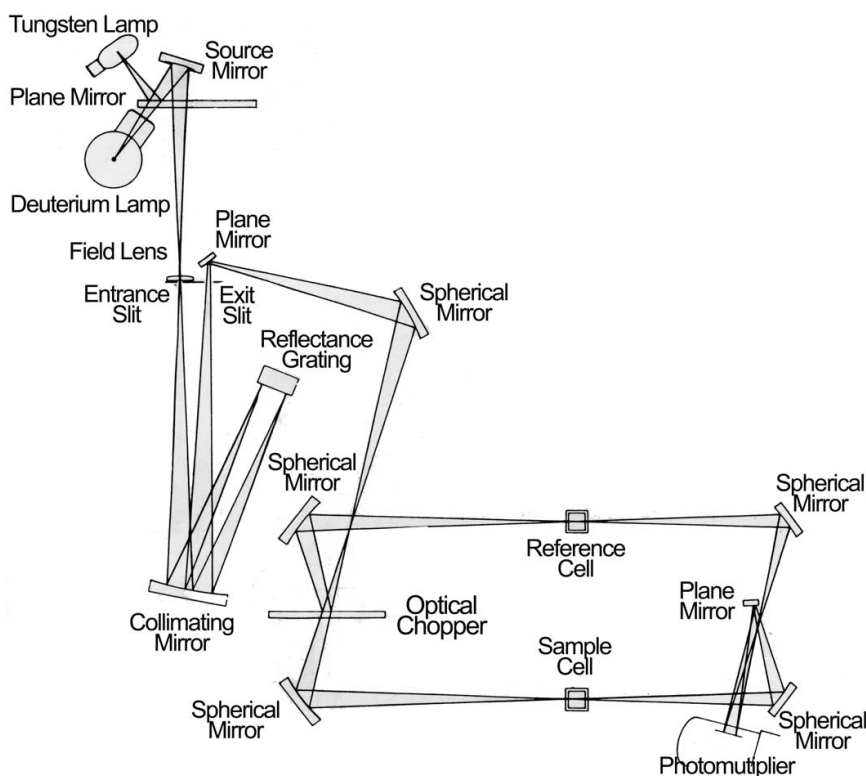 Tungsten Lamp
Source
Mirror
Plane Mirror
Deuterium Lamp
Plane
Mirror
Field Lens
Entrance
Slit
Exit
Slit
Spherical
Mirror
Reflectance
Grating
Spherical
Mirror
Spherical
Mirror
Reference
Cell
Plane
Mirror
Collimating
Mirror
Optical
Chopper
Sample
Cell
Spherical Mirror
Spherical
Mirror
Photomutiplier